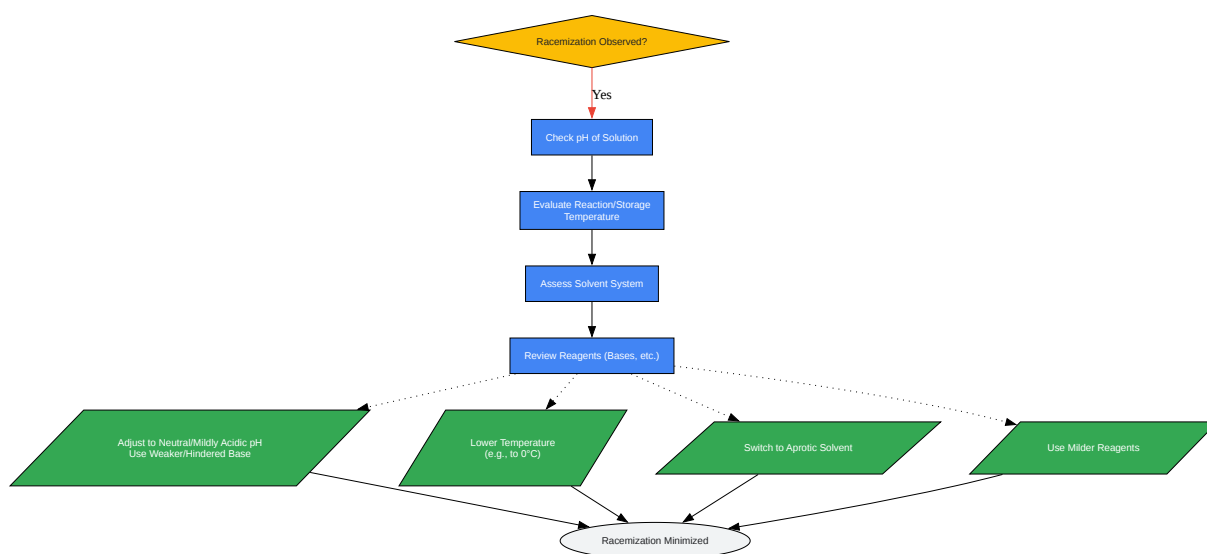 Racemization Observed?
Yes
Check pH of Solution
Evaluate Reaction/Storage
Temperature
Assess Solvent System
Review Reagents (Bases, etc.)
Adjust to Neutral/Mildly Acidic pH
Use Weaker/Hindered Base
Lower Temperature
(e.g., to 0°C)
Switch to Aprotic Solvent
Use Milder Reagents
Racemization Minimized